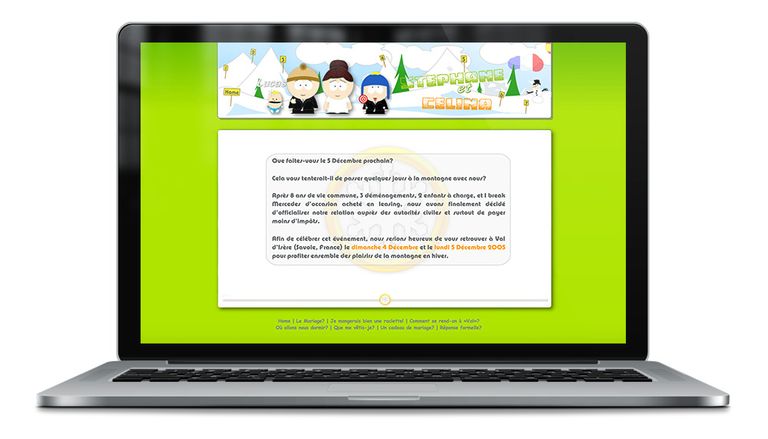 Home
Lucas
STEPHANE
et
CELINA
Que faites-vous le 5 Décembre prochain?
Cela vous tenterait-il de passer quelques jours à la montagne avec nous?
Après 8 ans de vie commune, 3 déménagements, 2 enfants à charge, et 1 break
Mercedes d'occasion acheté en leasing, nous avons finalement décidé
d'officialiser notre relation auprès des autorités civiles et surtout de payer
moins d'impôts.
Afin de célébrer cet événement, nous serions heureux de vous retrouver à Val
d'Isère (Savoie, France) le dimanche 4 Décembre et le lundi 5 Décembre 2005
pour profiter ensemble des plaisirs de la montagne en hiver.
Home | Le Mariage? | Je mangerais bien une raclette! | Comment se rend-on à «Val»?
Où allons nous dormir? | Que me vêtis-je? | Un cadeau de mariage? | Réponse formelle?